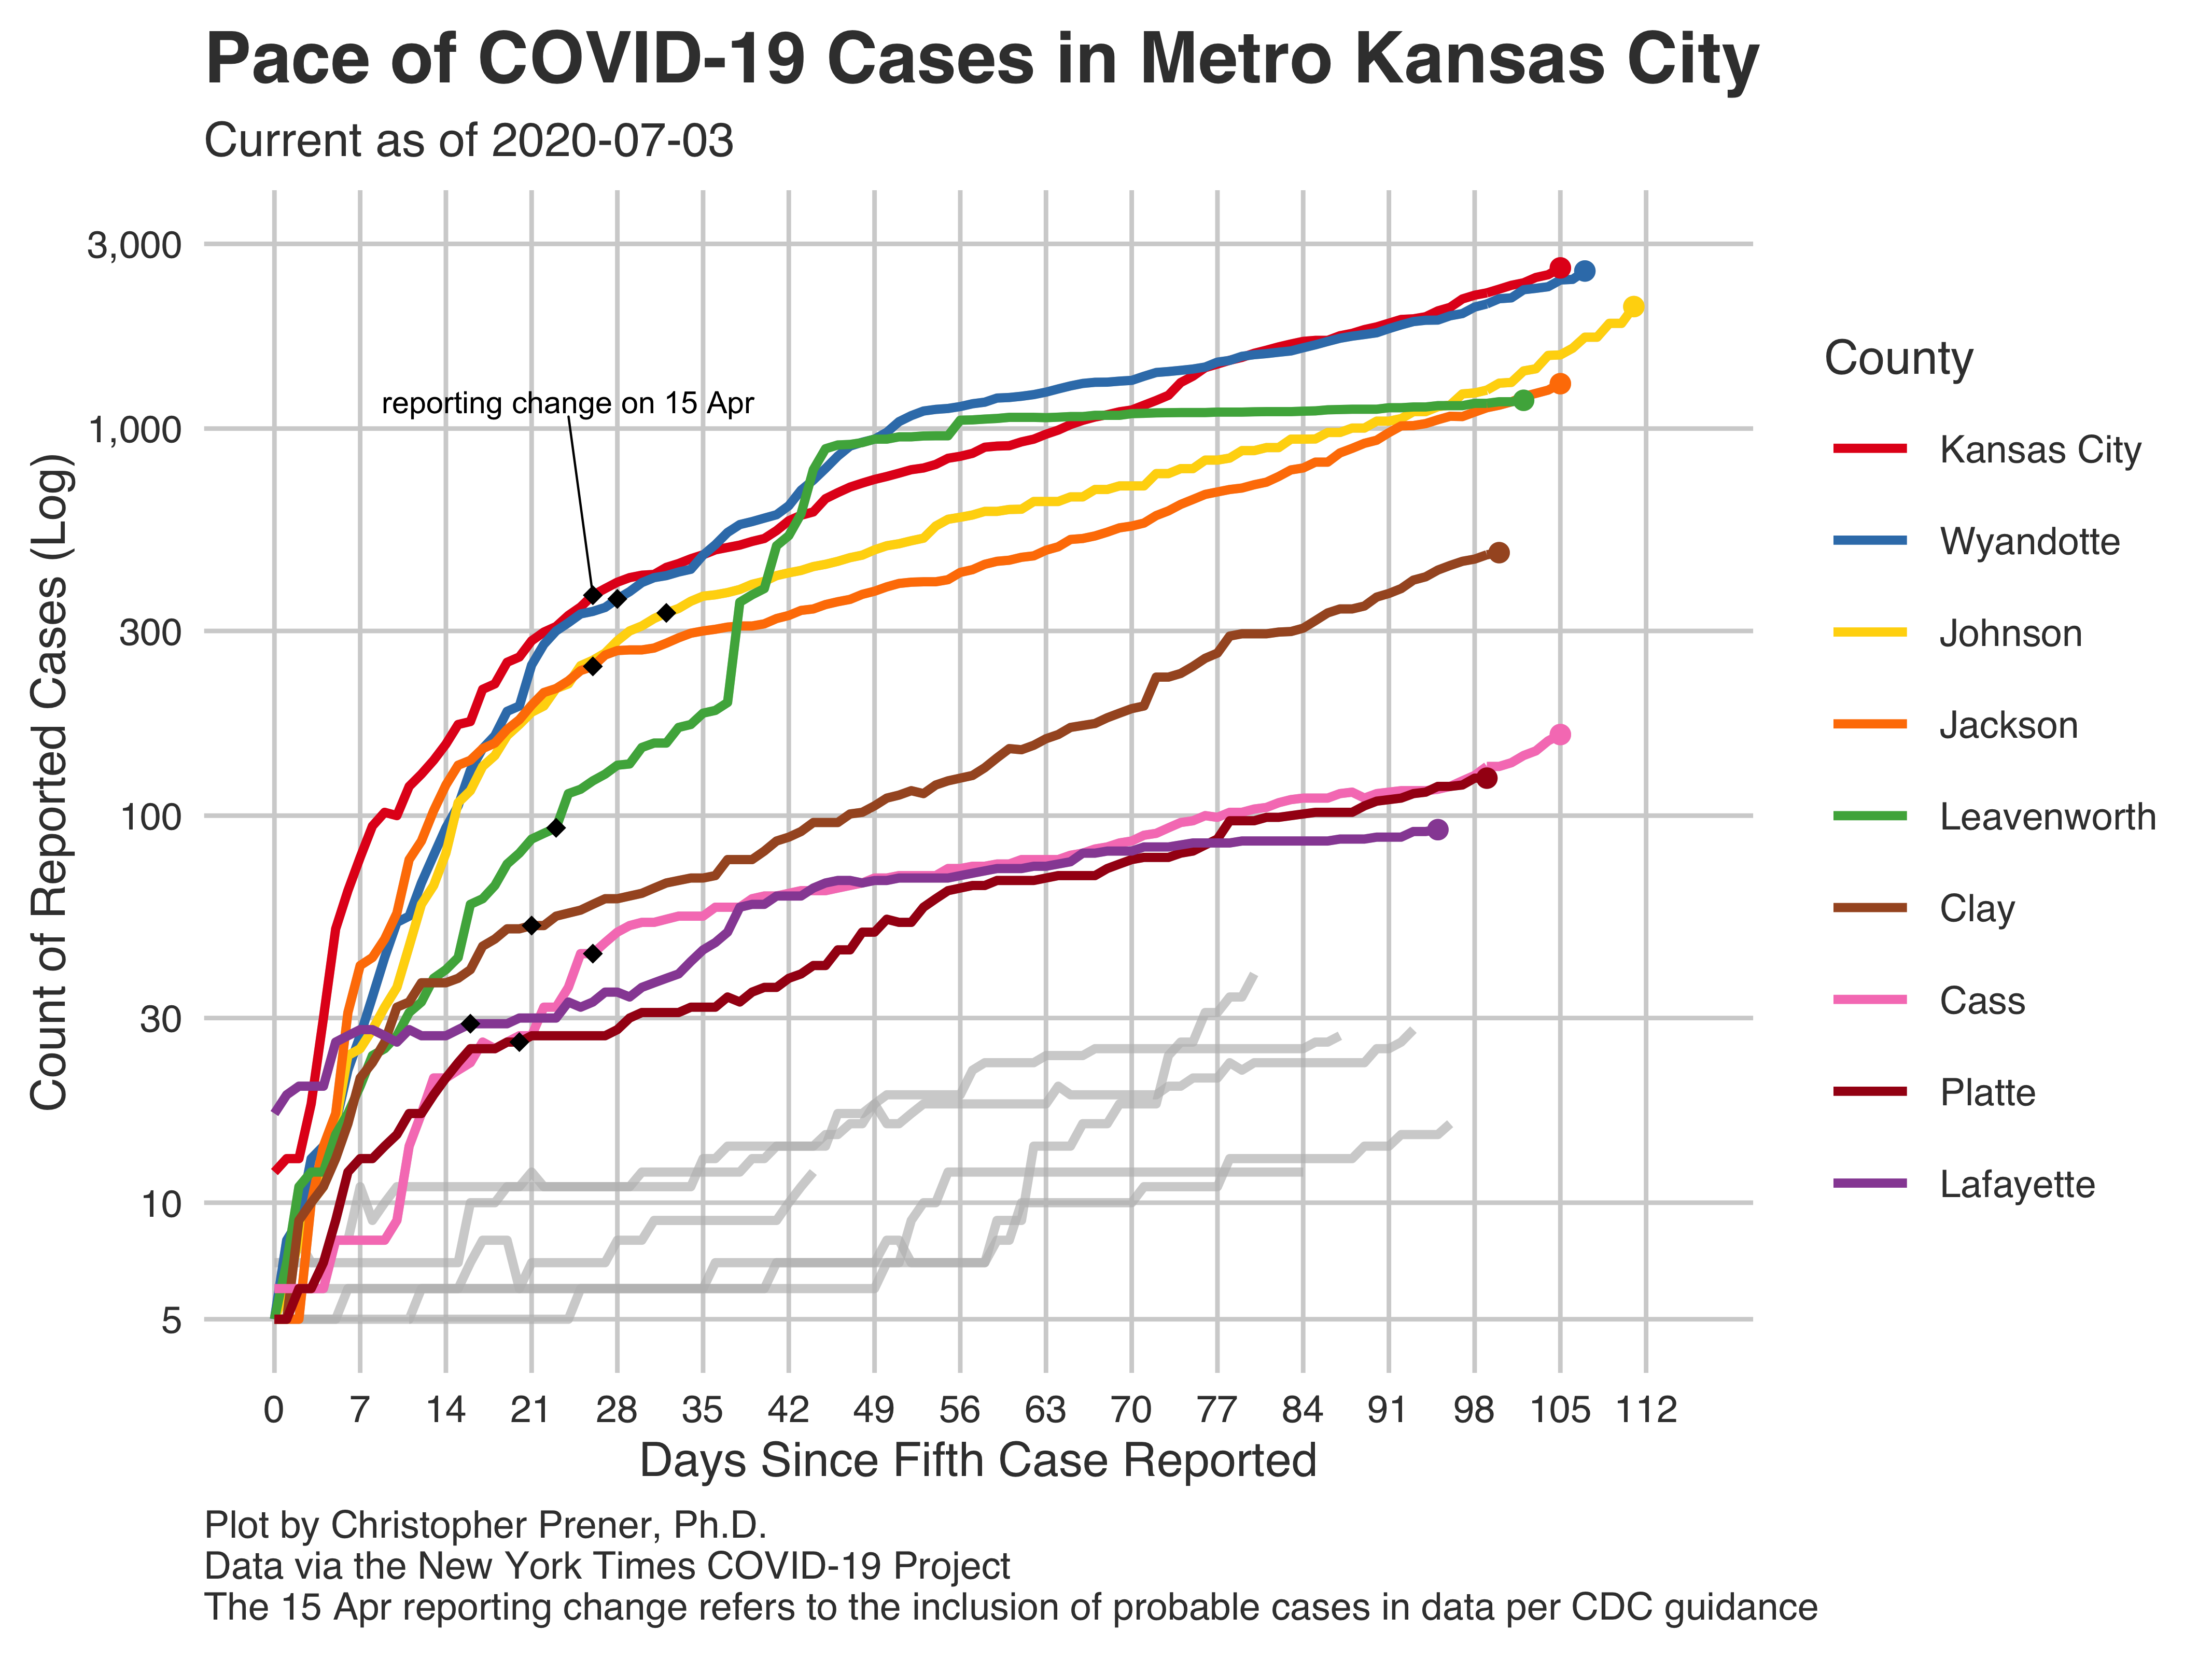 Pace of COVID-19 Cases in Metro Kansas City
Current as of 2020-07-03
3,000
1,000
300
100
30
10
5
Count of Reported Cases (Log)
reporting change on 15 Apr
0 7 14 21 28 35 42 49 56 63 70 77 84 91 98 105 112
Days Since Fifth Case Reported
County
Kansas City
Wyandotte
Johnson
Jackson
Leavenworth
Clay
Cass
Platte
Lafayette
Plot by Christopher Prener, Ph.D.
Data via the New York Times COVID-19 Project
The 15 Apr reporting change refers to the inclusion of probable cases in data per CDC guidance